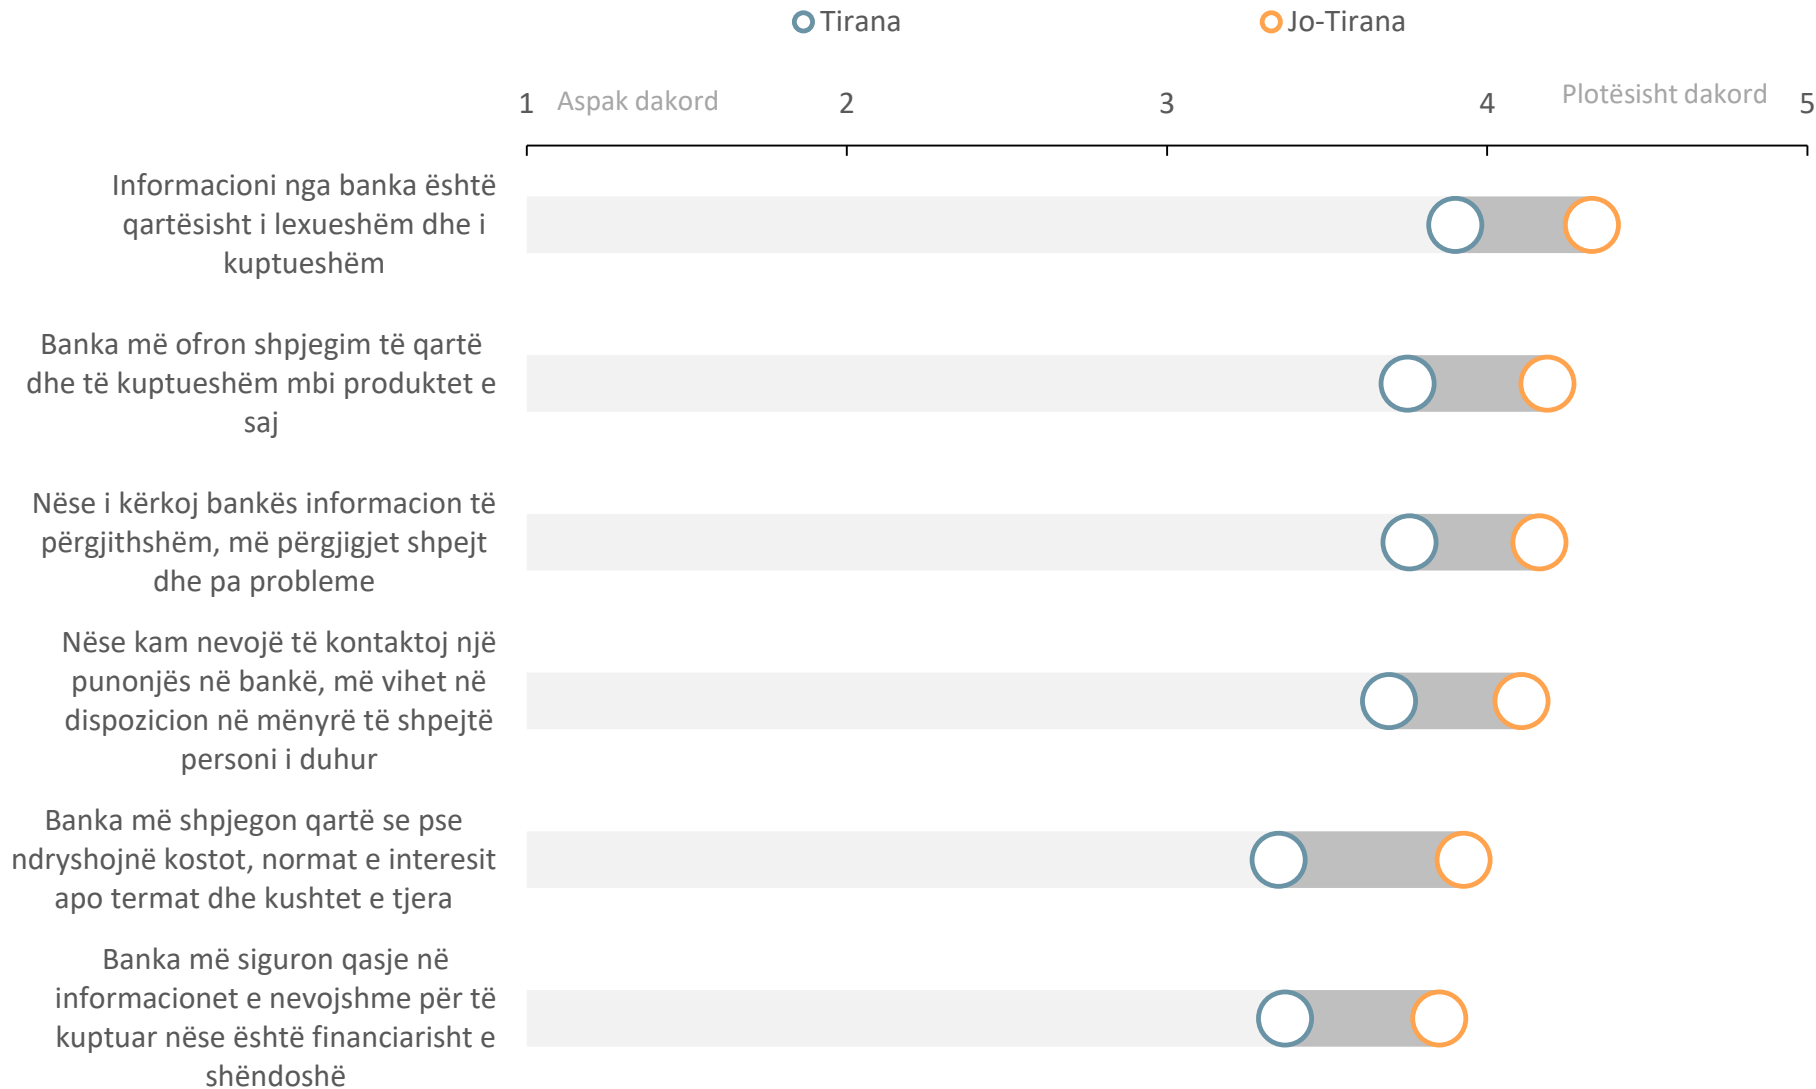 Tirana
Jo-Tirana
1 Aspak dakord 2 3 4 Plotësisht dakord 5
Informacioni nga banka është
qartësisht i lexueshëm dhe i
kuptueshëm
Banka më ofron shpjegim të qartë
dhe të kuptueshëm mbi produktet e
saj
Nëse i kërkoj bankës informacion të
përgjithshëm, më përgjigjet shpejt
dhe pa probleme
Nëse kam nevojë të kontaktoj një
punonjës në bankë, më vihet në
dispozicion në mënyrë të shpejtë
personi i duhur
Banka më shpjegon qartë se pse
ndryshojnë kostot, normat e interesit
apo termat dhe kushtet e tjera
Banka më siguron qasje në
informacionet e nevojshme për të
kuptuar nëse është financiarisht e
shëndoshë